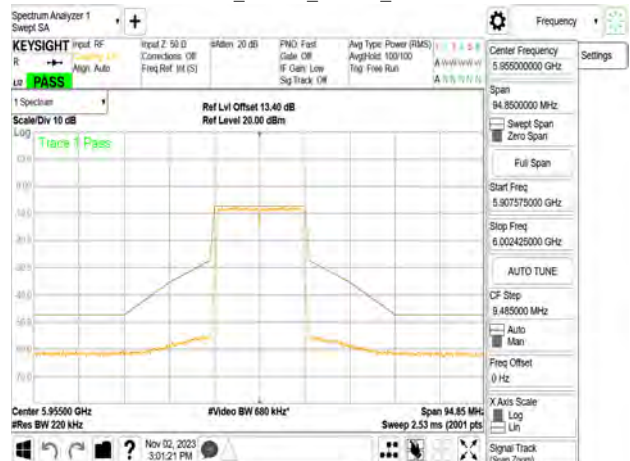 Spectrum Analyzer 1
Swept SA
Frequency
Settings
KEYSIGHT
Input: RF
Align: Auto
Input Z: 50 Ω
Corrections: Off
Freq Ref: Int (S)
#Atten: 20 dB
PNO: Fast
Gate: Off
IF Gain: Low
Sig Track: Off
Avg Type: Power (RMS)
Avg|Hold: 100/100
Trig: Free Run
R
PASS
1 Spectrum
Scale/Div 10 dB
Log
Ref Lvl Offset 13.40 dB
Ref Level 20.00 dBm
Trace 1 Pass
Center 5.95500 GHz
#Res BW 220 kHz
#Video BW 680 kHz*
Span 94.85 MHz
Sweep 2.53 ms (2001 pts
Nov 02, 2023
3:01:21 PM
?
Center Frequency
5.955000000 GHz
Span
94.8500000 MHz
Swept Span
Zero Span
Full Span
Start Freq
5.907575000 GHz
Stop Freq
6.002425000 GHz
AUTO TUNE
CF Step
9.485000 MHz
Auto
Man
Freq Offset
0 Hz
X Axis Scale
Log
Lin
Signal Track
(Span Zoom)